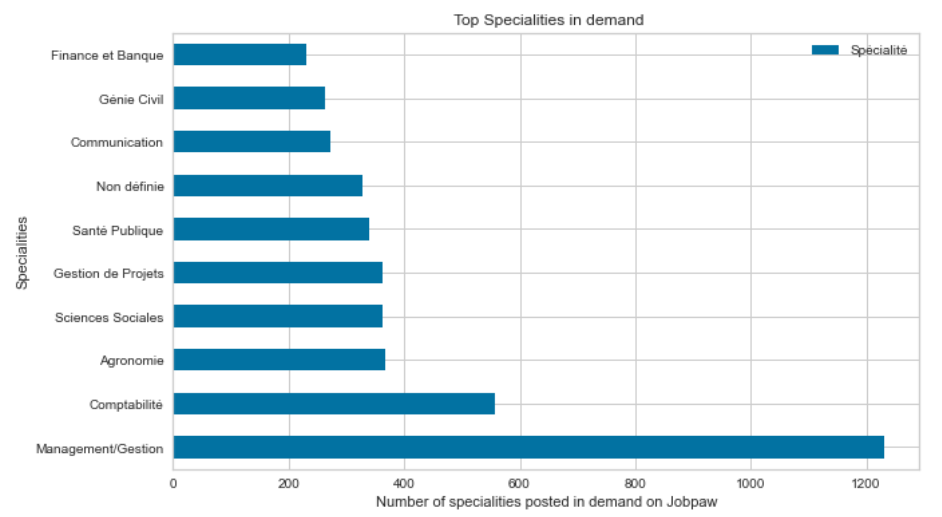 Top Specialities in demand
Spécialité
Specialities
Finance et Banque
Génie Civil
Communication
Non définie
Santé Publique
Gestion de Projets
Sciences Sociales
Agronomie
Comptabilité
Management/Gestion
0 200 400 600 800 1000 1200
Number of specialities posted in demand on Jobpaw